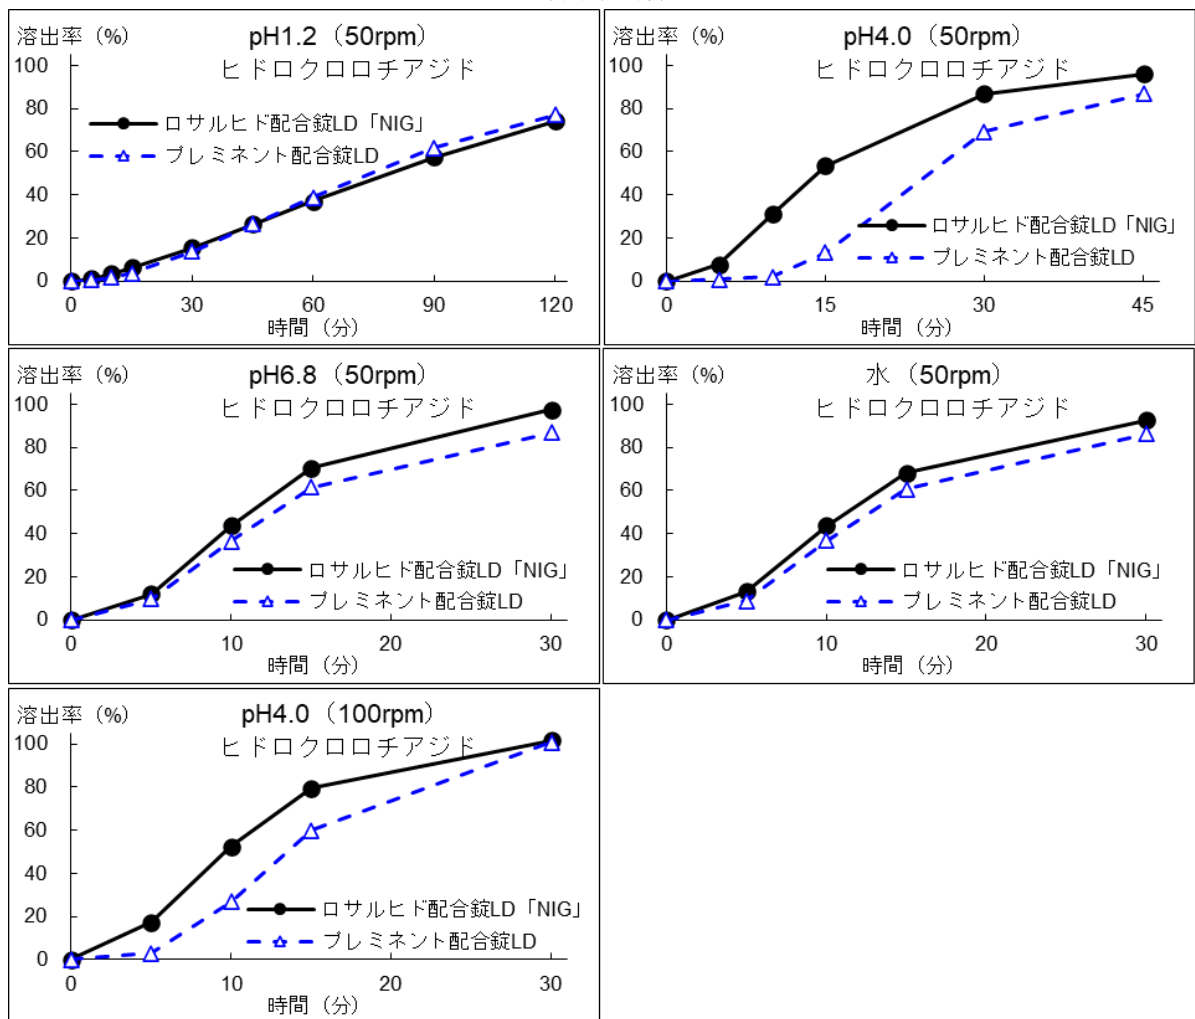 溶出率（%）
pH1.2（50rpm）
ヒドロクロロチアジド
100
80
60
40
20
0
ロサルヒド配合錠LD「NIG」
プレミネント配合錠LD
0 30 60 90 120
時間（分）
溶出率（%）
pH4.0（50rpm）
ヒドロクロロチアジド
100
80
60
40
20
0
ロサルヒド配合錠LD「NIG」
プレミネント配合錠LD
0 15 30 45
時間（分）
溶出率（%）
pH6.8（50rpm）
ヒドロクロロチアジド
100
80
60
40
20
0
ロサルヒド配合錠LD「NIG」
プレミネント配合錠LD
0 10 20 30
時間（分）
溶出率（%）
水（50rpm）
ヒドロクロロチアジド
100
80
60
40
20
0
ロサルヒド配合錠LD「NIG」
プレミネント配合錠LD
0 10 20 30
時間（分）
溶出率（%）
pH4.0（100rpm）
ヒドロクロロチアジド
100
80
60
40
20
0
ロサルヒド配合錠LD「NIG」
プレミネント配合錠LD
0 10 20 30
時間（分）